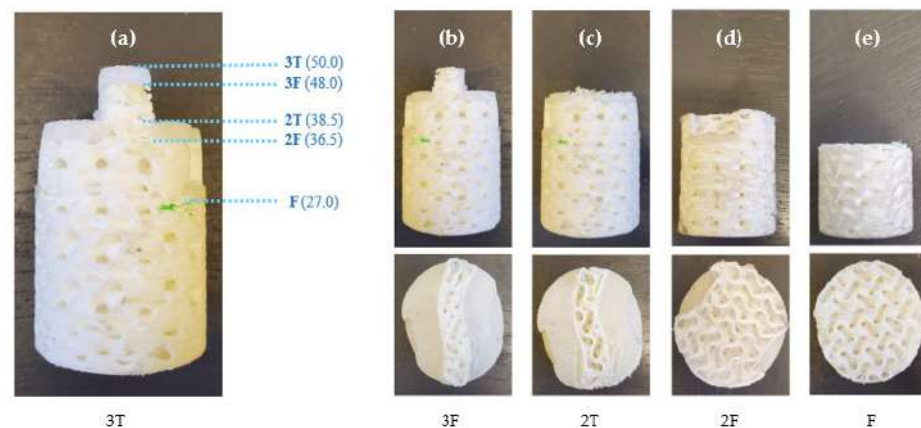 (a)
3T (50.0)
3F (48.0)
2T (38.5)
2F (36.5)
F (27.0)
(b)
(c)
(d)
(e)
3T
3F
2T
2F
F